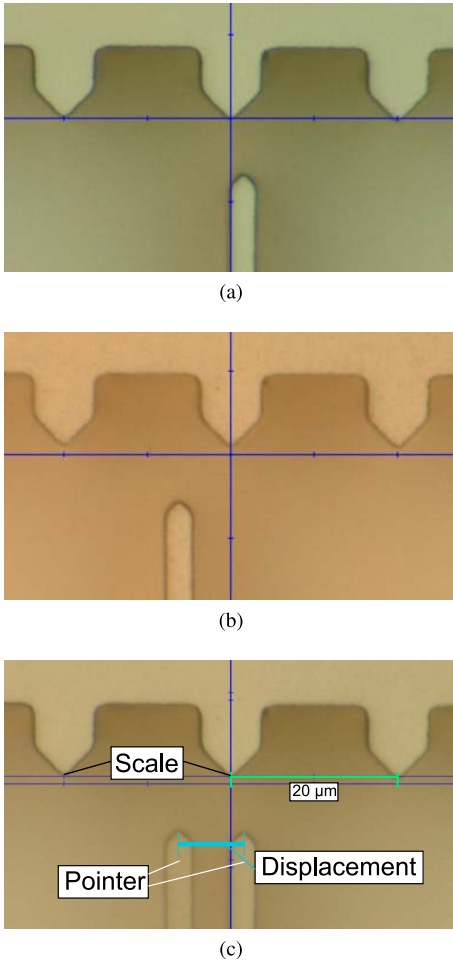 (a)
(b)
Scale
20 µm
Displacement
Pointer
(c)